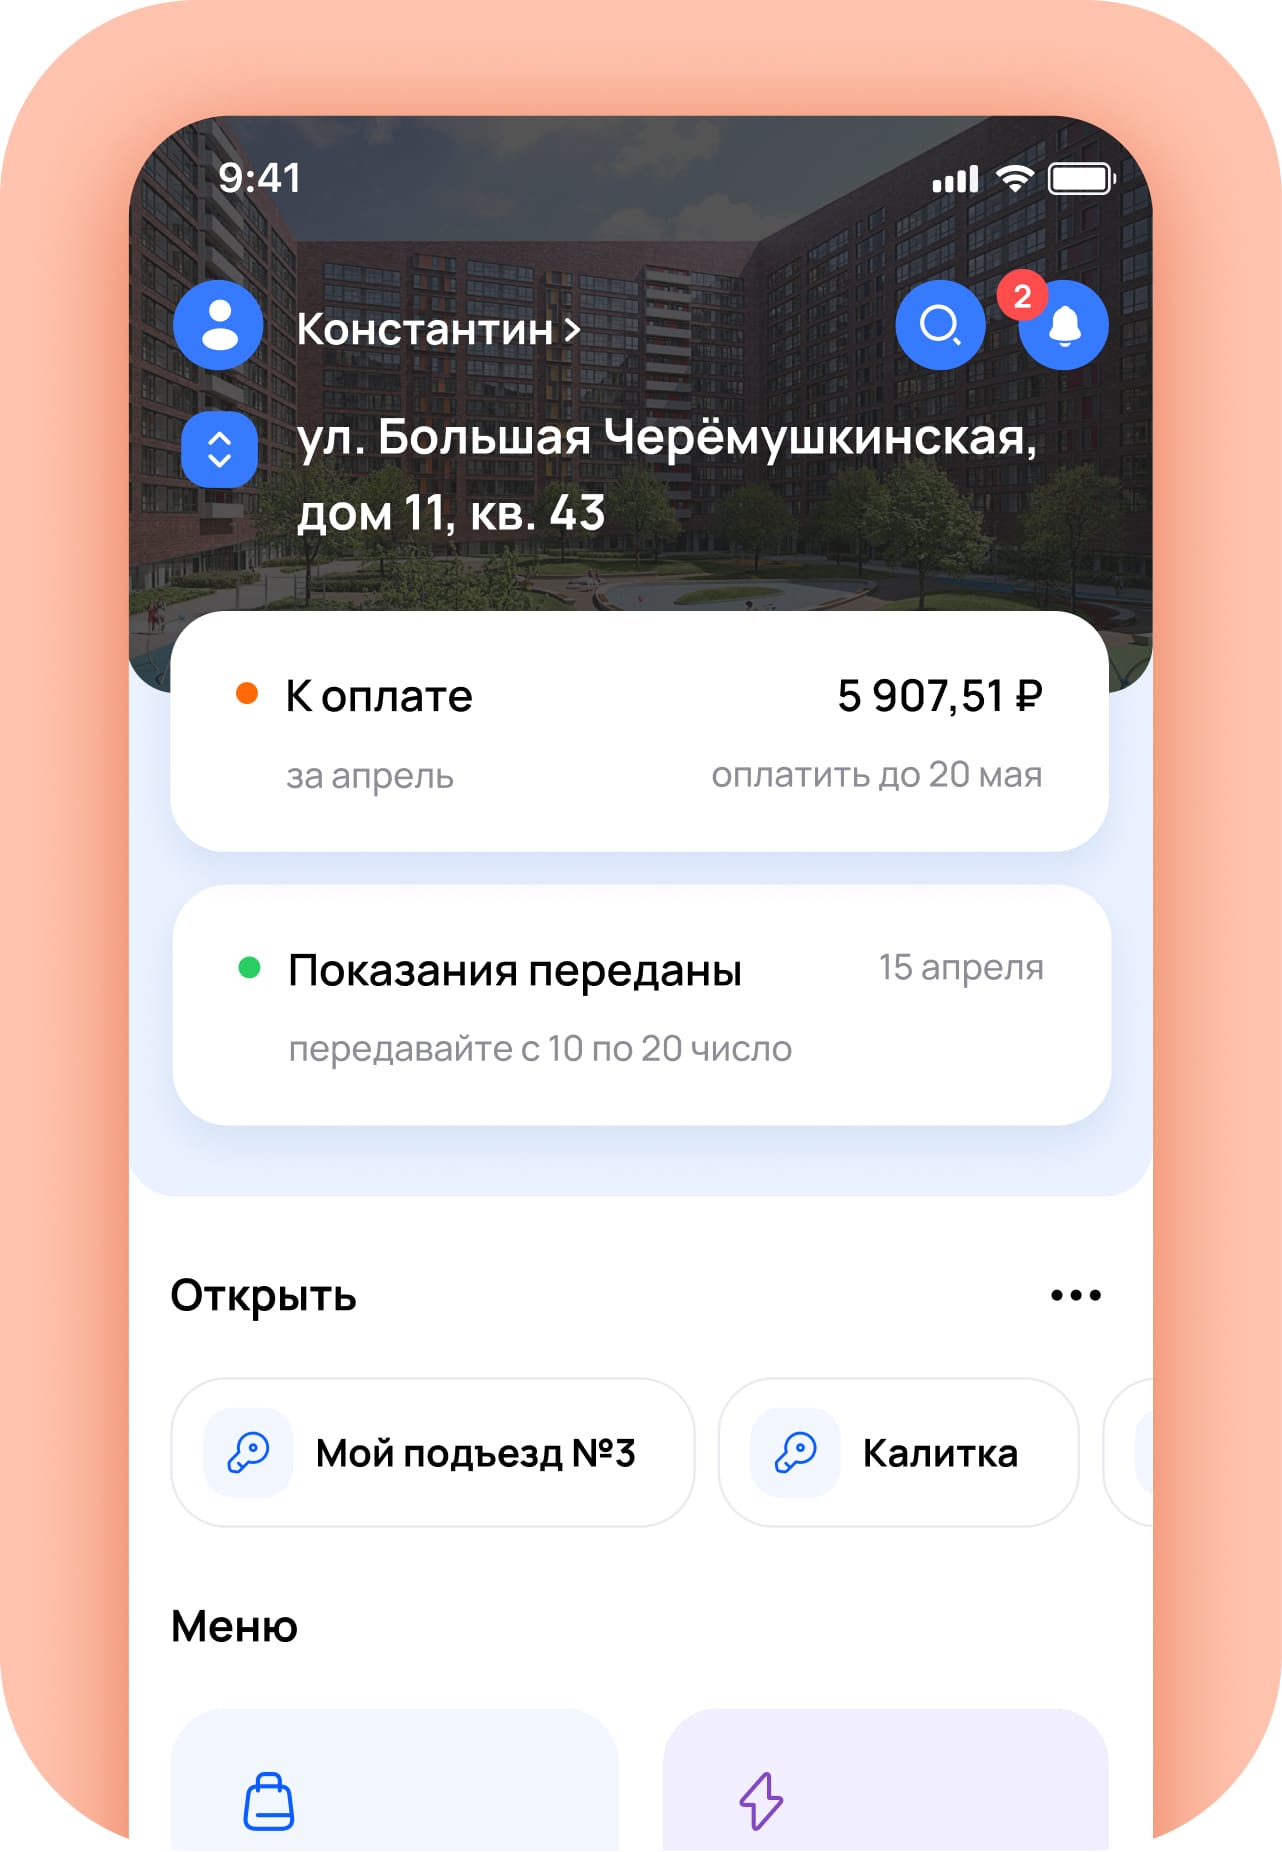 9:41
Константин
2
ул. Большая Черёмушкинская,
дом 11, кв. 43
К оплате
5 907,51 ₽
за апрель
оплатить до 20 мая
Показания переданы
15 апреля
передавайте с 10 по 20 число
Открыть
Мой подъезд №3
Калитка
Меню